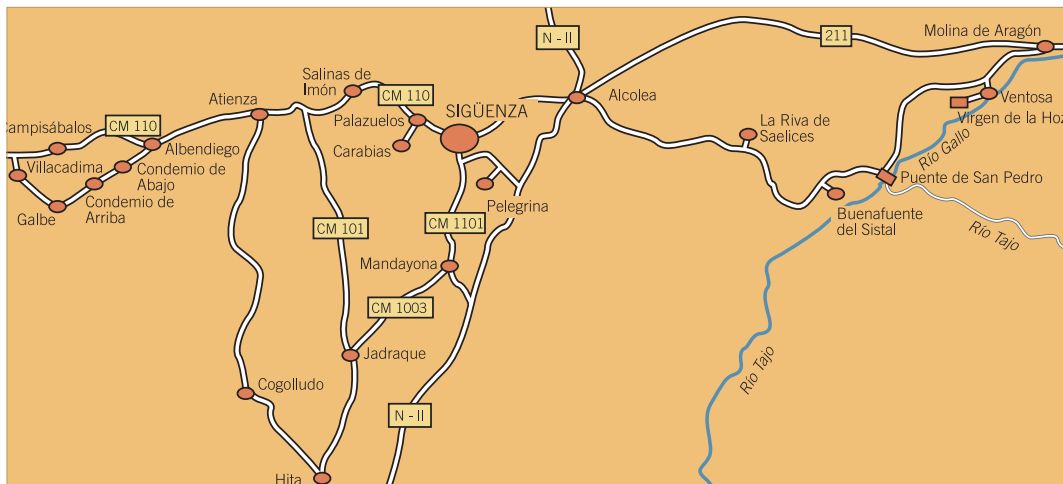 N - II
211
Molina de Aragón
Salinas de
Imón
CM 110
SIGÜENZA
Alcolea
Atienza
Palazuelos
Ventosa
Virgen de la Hoz
La Riva de
Saelices
Campisábalos
CM 110
Albendiego
Carabias
Río Gallo
Villacadima
Condemio de
Abajo
Condemio de
Arriba
Galbe
Pelegrina
Puente de San Pedro
Buenafuente
del Sistal
Río Tajo
CM 101
CM 1101
Mandayona
CM 1003
Jadraque
Río Tajo
Cogolludo
N - II
Hita